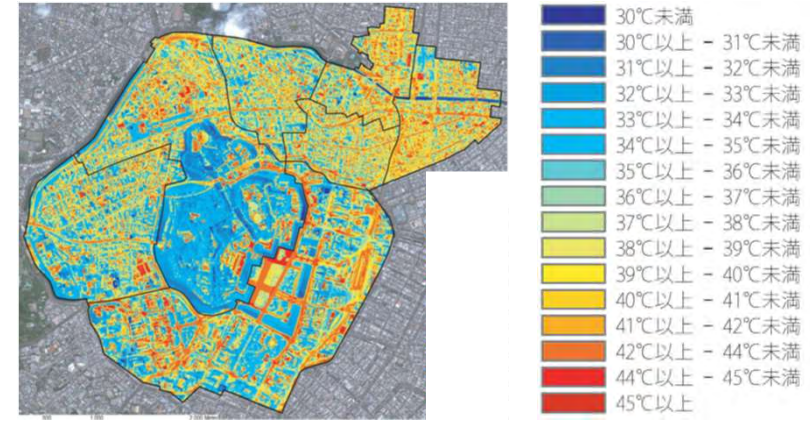 30℃未満
30℃以上 - 31℃未満
31℃以上 - 32℃未満
32℃以上 - 33℃未満
33℃以上 - 34℃未満
34℃以上 - 35℃未満
35℃以上 - 36℃未満
36℃以上 - 37℃未満
37℃以上 - 38℃未満
38℃以上 - 39℃未満
39℃以上 - 40℃未満
40℃以上 - 41℃未満
41℃以上 - 42℃未満
42℃以上 - 44℃未満
44℃以上 - 45℃未満
45℃以上